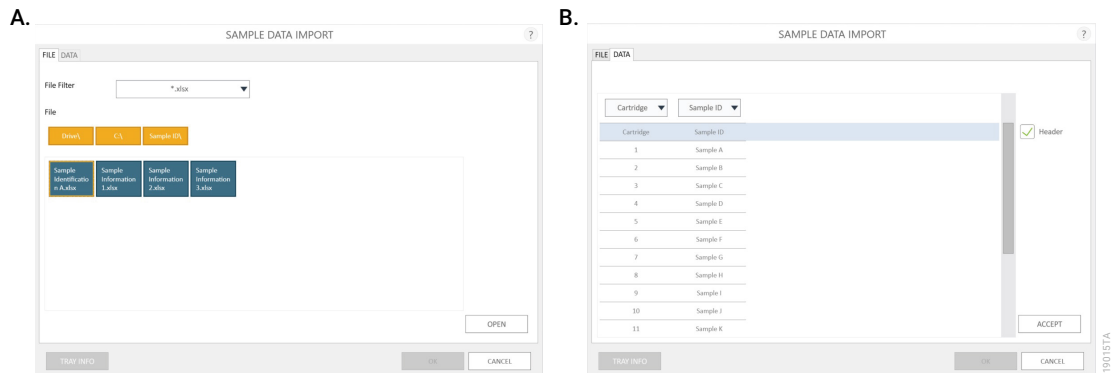 A.
SAMPLE DATA IMPORT
?
FILE DATA
File Filter
*.xlsx
File
Drive\ C:\ Sample ID\
Sample Identificatio n A.xlsx
Sample Information 1.xlsx
Sample Information 2.xlsx
Sample Information 3.xlsx
OPEN
TRAY INFO OK CANCEL
B.
SAMPLE DATA IMPORT
?
FILE DATA
Cartridge Sample ID
Cartridge Sample ID
Header
1 Sample A
2 Sample B
3 Sample C
4 Sample D
5 Sample E
6 Sample F
7 Sample G
8 Sample H
9 Sample I
10 Sample J
11 Sample K
ACCEPT
TRAY INFO OK CANCEL
19015TA